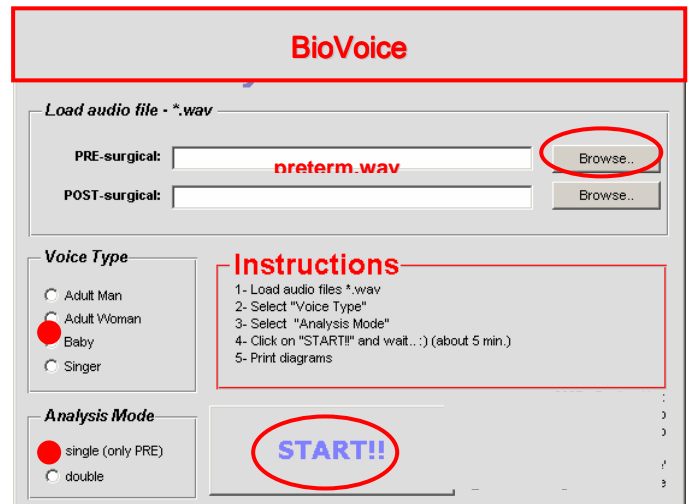 BioVoice
Load audio file - *.wav
PRE-surgical:
preterm.wav
Browse..
POST-surgical:
Browse..
Voice Type
Adult Man
Adult Woman
Baby
Singer
Instructions
1- Load audio files *.wav
2- Select "Voice Type"
3- Select "Analysis Mode"
4- Click on "START!!" and wait.. :) (about 5 min.)
5- Print diagrams
Analysis Mode
single (only PRE)
double
START!!